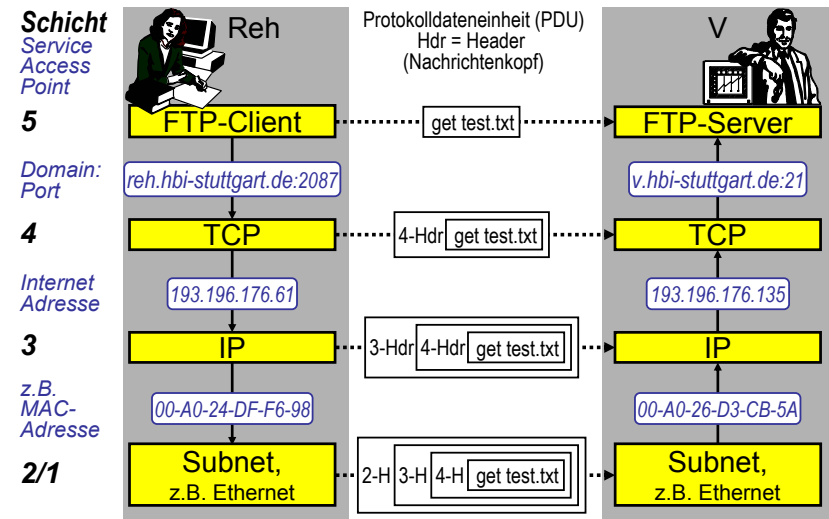 Schicht
Service
Access
Point
Reh
Protokolldateneinheit (PDU)
Hdr = Header
(Nachrichtenkopf)
V
5
FTP-Client
get test.txt
FTP-Server
Domain:
Port
reh.hbi-stuttgart.de:2087
v.hbi-stuttgart.de:21
4
TCP
4-Hdr get test.txt
TCP
Internet
Adresse
193.196.176.61
193.196.176.135
3
IP
3-Hdr 4-Hdr get test.txt
IP
z.B.
MAC-
Adresse
00-A0-24-DF-F6-98
00-A0-26-D3-CB-5A
2/1
Subnet,
z.B. Ethernet
2-H 3-H 4-H get test.txt
Subnet,
z.B. Ethernet